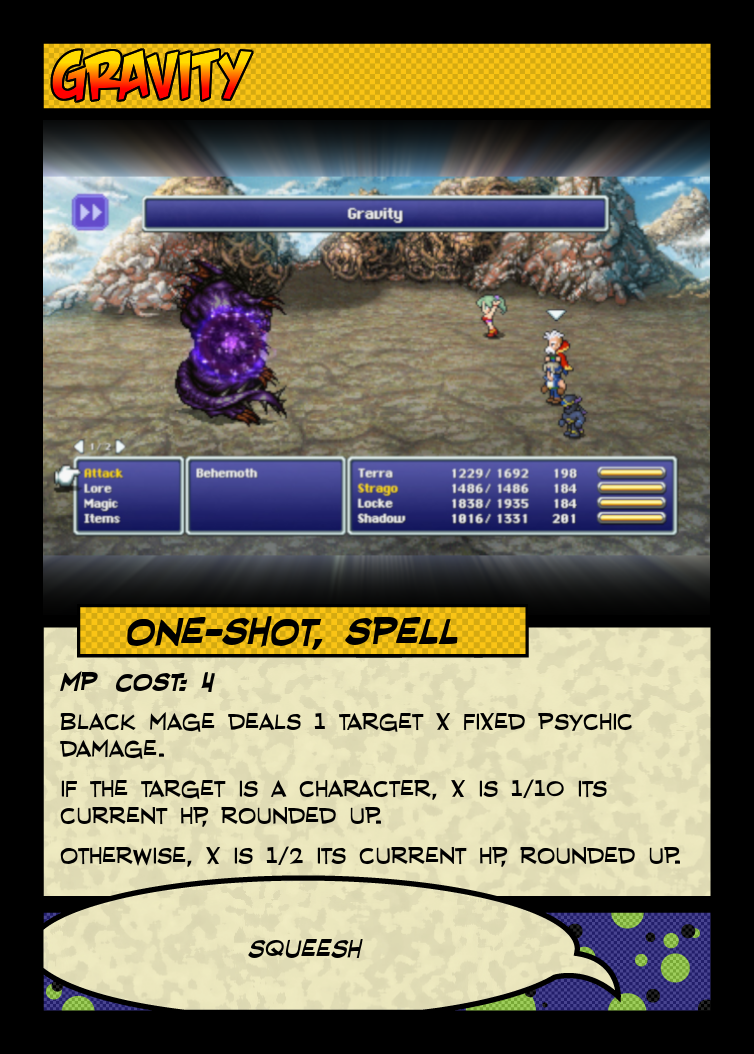 GRAVITY
Gravity
1/2
Attack
Lore
Magic
Items
Behemoth
Terra 1229/ 1692 198
Strago 1486/ 1486 184
Locke 1838/ 1935 184
Shadow 1016/ 1331 201
ONE-SHOT, SPELL
MP COST: 4
BLACK MAGE DEALS 1 TARGET X FIXED PSYCHIC
DAMAGE.
IF THE TARGET IS A CHARACTER, X IS 1/10 ITS
CURRENT HP, ROUNDED UP.
OTHERWISE, X IS 1/2 ITS CURRENT HP, ROUNDED UP.
SQUEESH